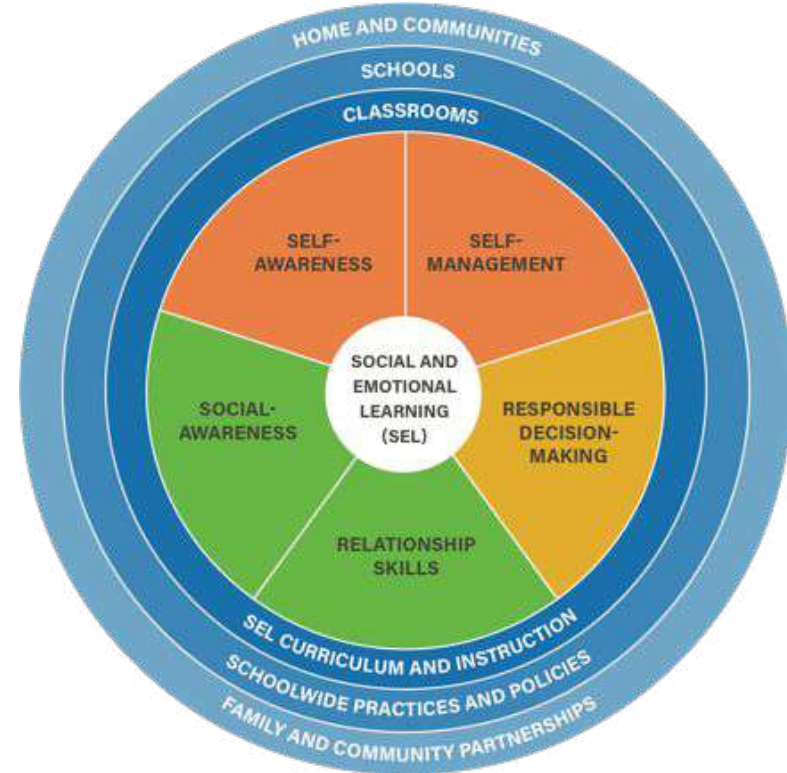 HOME AND COMMUNITIES
SCHOOLS
CLASSROOMS
SELF-
AWARENESS
SELF-
MANAGEMENT
SOCIAL AND
EMOTIONAL
LEARNING
(SEL)
SOCIAL-
AWARENESS
RESPONSIBLE
DECISION-
MAKING
RELATIONSHIP
SKILLS
SEL CURRICULUM AND INSTRUCTION
SCHOOLWIDE PRACTICES AND POLICIES
FAMILY AND COMMUNITY PARTNERSHIPS